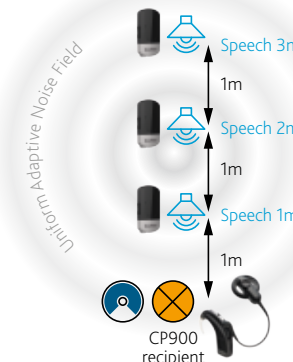 Speech 3m
Uniform Adaptive Noise Field
1m
Speech 2m
1m
Speech 1m
1m
CP900
recipient